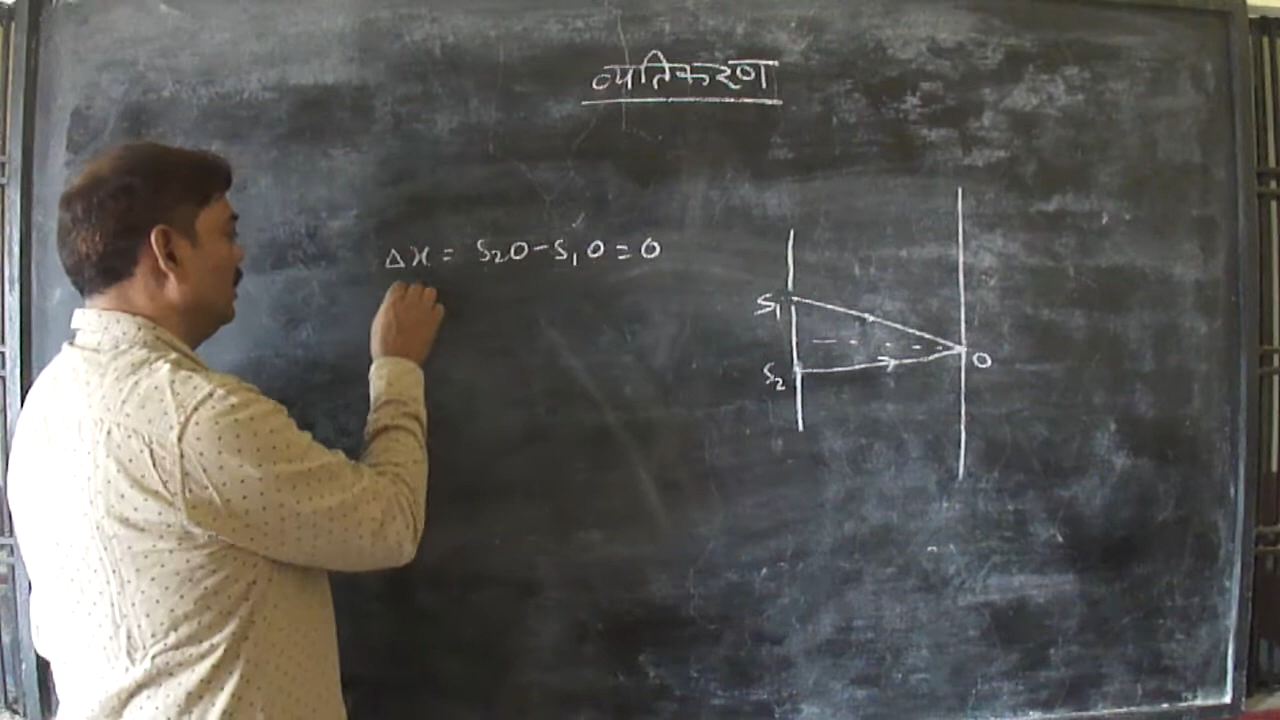 व्यतिकरण
Δx = S₂O - S₁O = 0
S₁
S₂
O